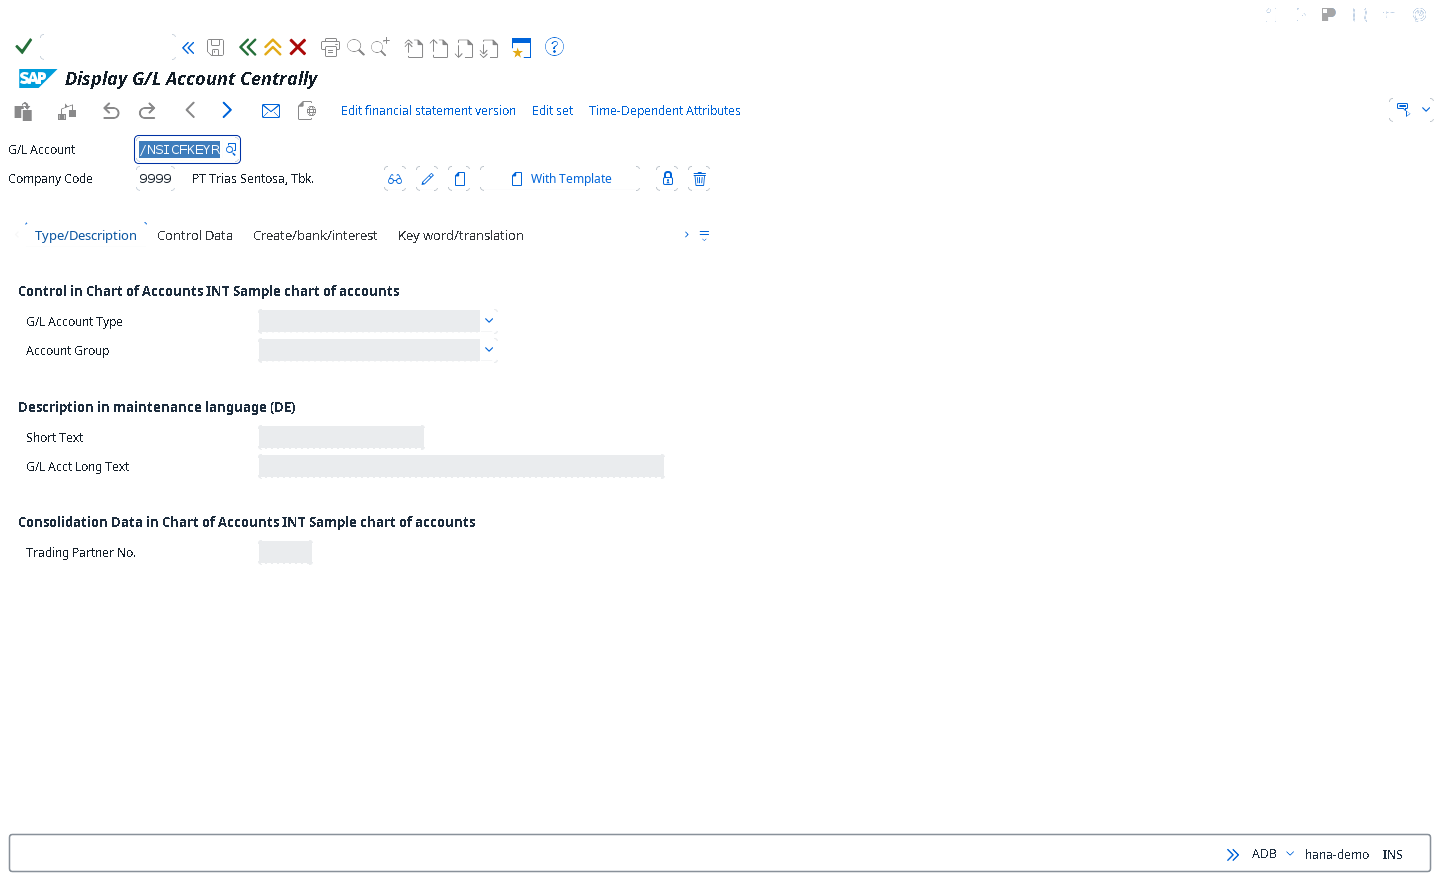 SAP Display G/L Account Centrally
Edit financial statement version Edit set Time-Dependent Attributes
G/L Account /NSICFKEYR
Company Code 9999 PT Trias Sentosa, Tbk. With Template
Type/Description Control Data Create/bank/interest Key word/translation
Control in Chart of Accounts INT Sample chart of accounts
G/L Account Type
Account Group
Description in maintenance language (DE)
Short Text
G/L Acct Long Text
Consolidation Data in Chart of Accounts INT Sample chart of accounts
Trading Partner No.
ADB hana-demo INS